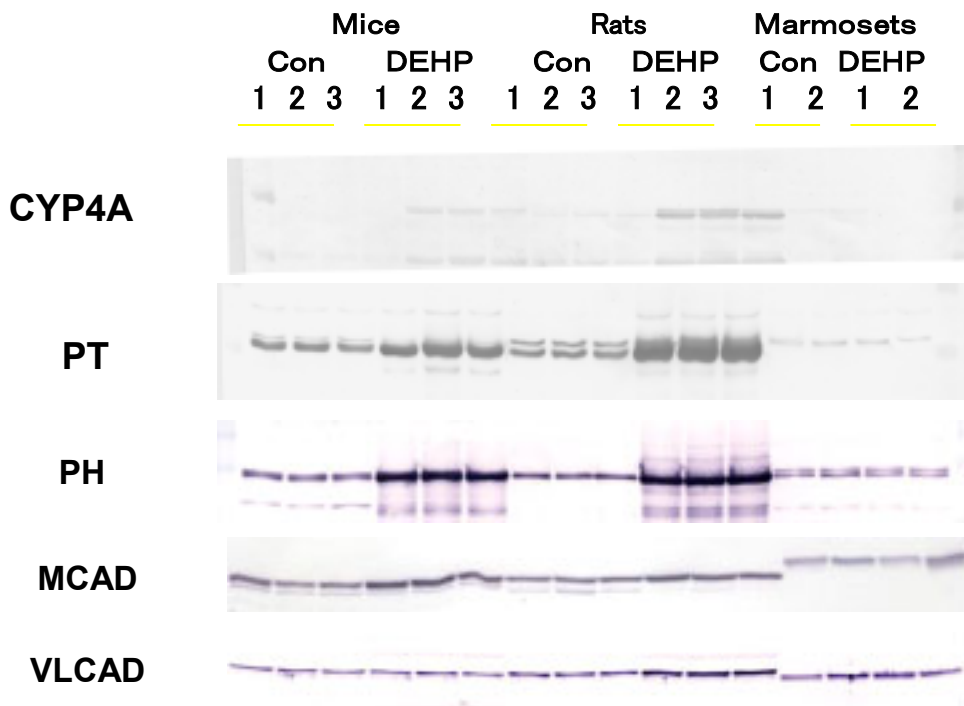 Mice Rats Marmosets
Con DEHP Con DEHP Con DEHP
1 2 3 1 2 3 1 2 3 1 2 3 1 2 1 2
CYP4A
PT
PH
MCAD
VLCAD